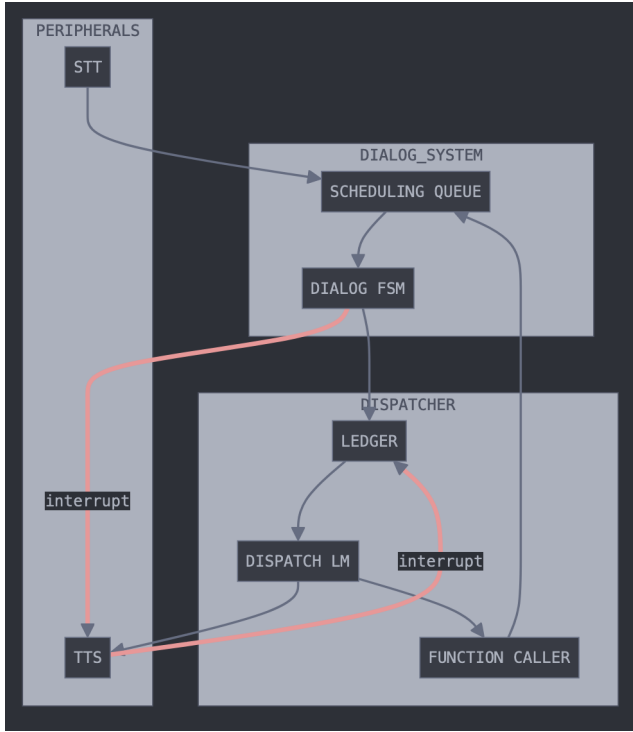 PERIPHERALS
STT
DIALOG_SYSTEM
SCHEDULING QUEUE
DIALOG FSM
DISPATCHER
LEDGER
interrupt
DISPATCH LM
interrupt
TTS
FUNCTION CALLER